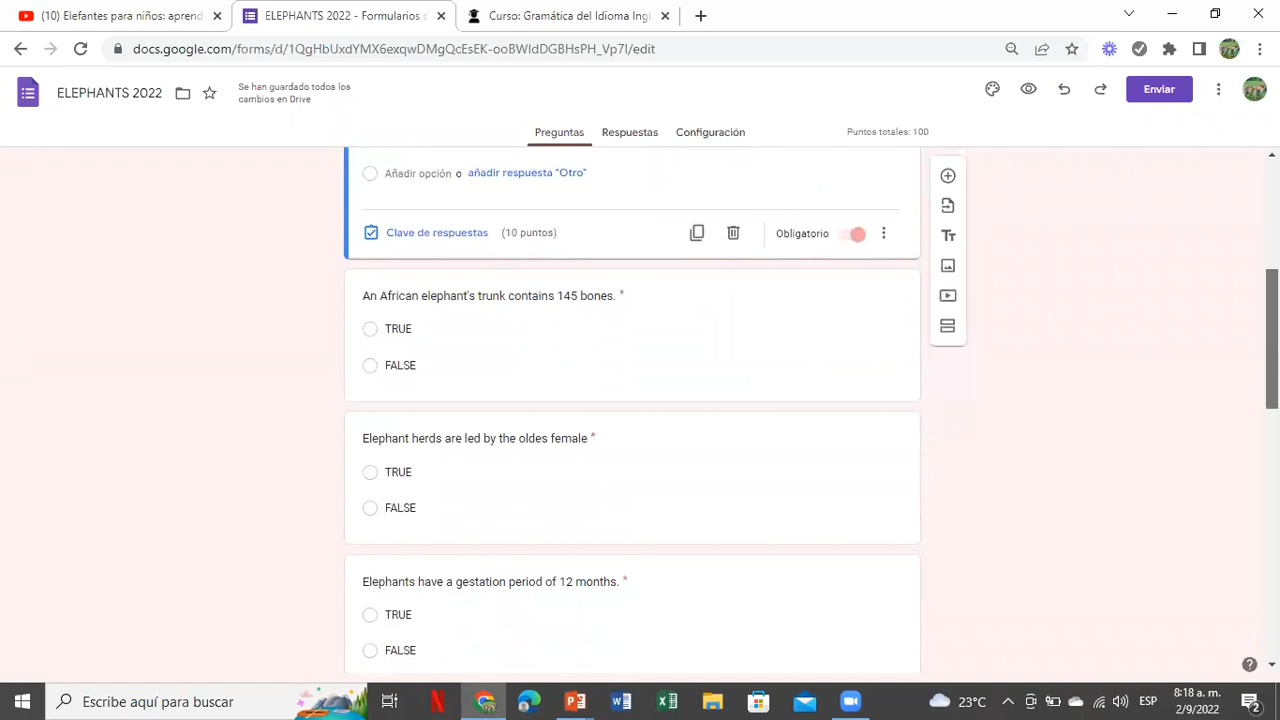 (10) Elefantes para niños: aprend
ELEPHANTS 2022 - Formularios d
Curso: Gramática del Idioma Ingl
docs.google.com/forms/d/1QgHbUxdYMX6exqwDMgQcEsEK-ooBWIdDGBHsPH_Vp7I/edit
ELEPHANTS 2022
Se han guardado todos los
cambios en Drive
Enviar
Preguntas
Respuestas
Configuración
Puntos totales: 100
Añadir opción o añadir respuesta "Otro"
Clave de respuestas (10 puntos)
Obligatorio
An African elephant's trunk contains 145 bones. *
TRUE
FALSE
Elephant herds are led by the oldes female *
TRUE
FALSE
Elephants have a gestation period of 12 months. *
TRUE
FALSE
Escribe aquí para buscar
23°C
ESP
8:18 a. m.
2/9/2022
2